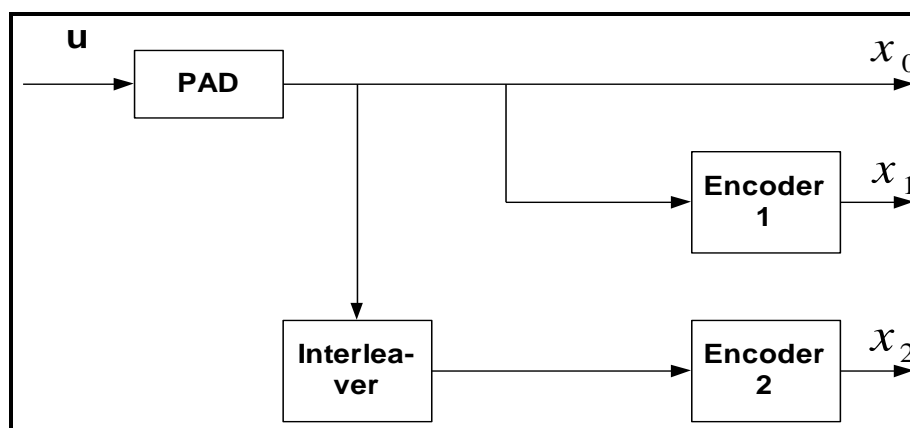 u
PAD
x₀
Encoder
1
x₁
Interlea-
ver
Encoder
2
x₂